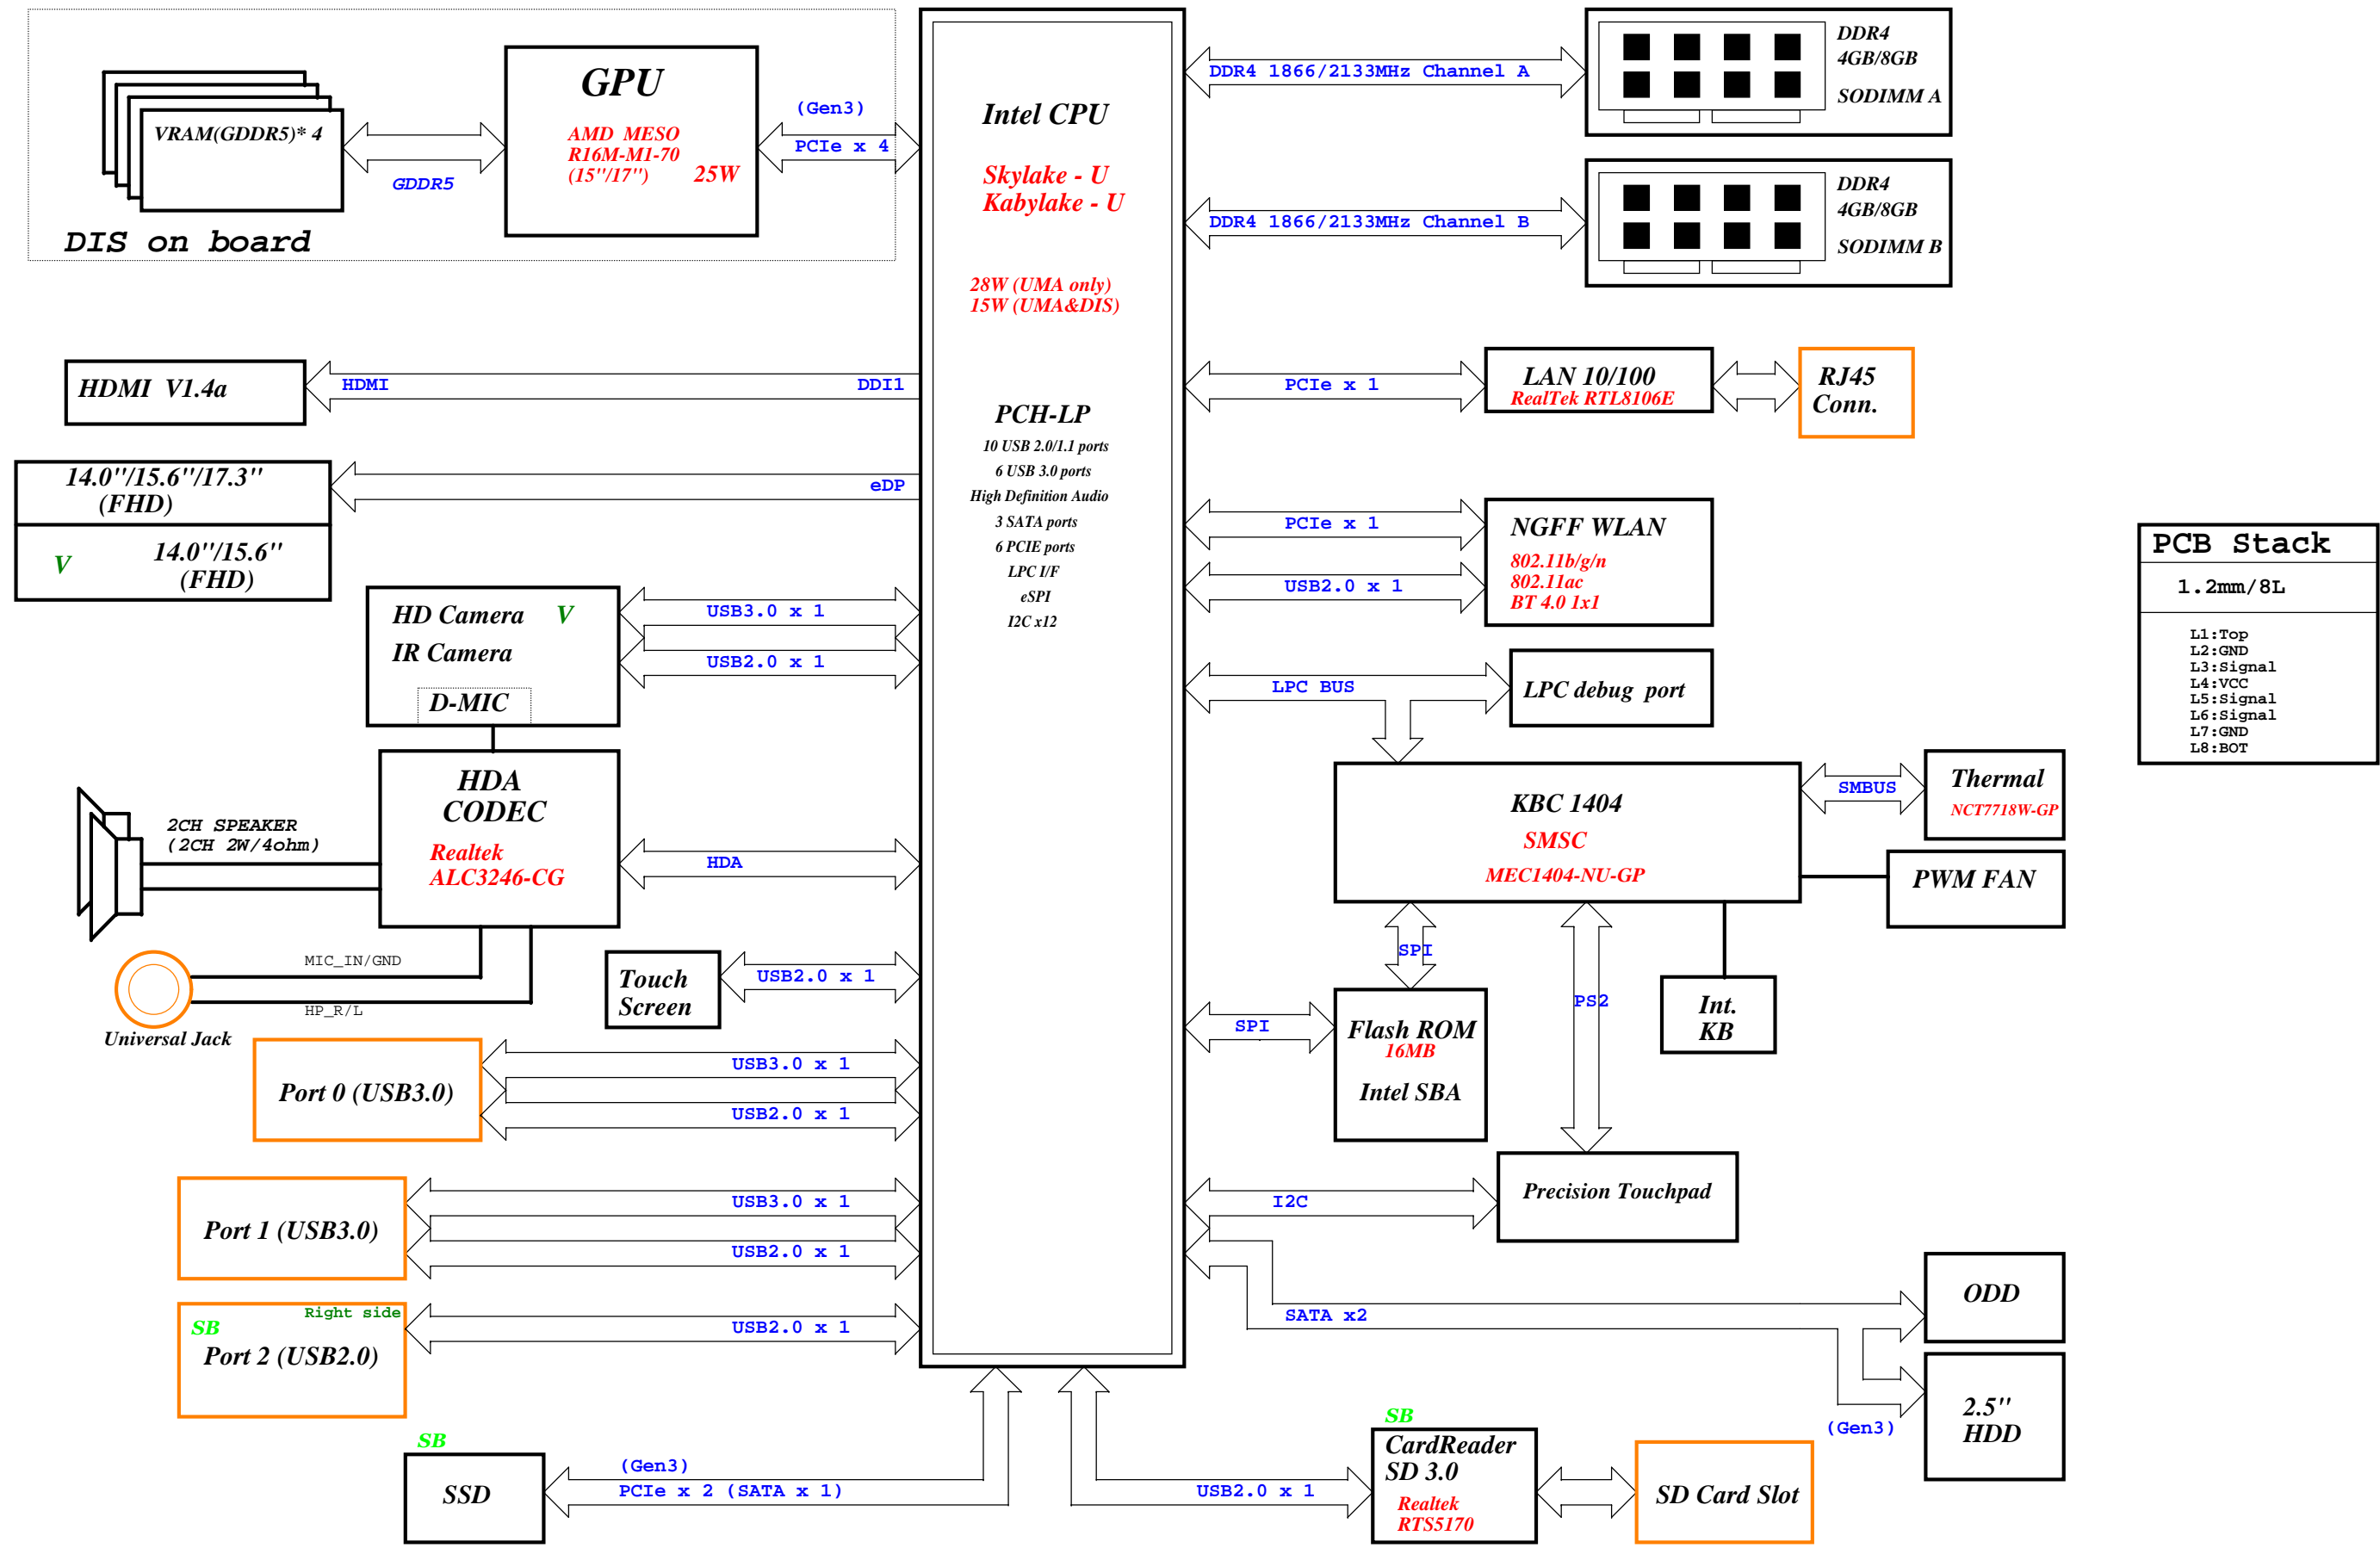 VRAM(GDDR5)* 4
GDDR5
DIS on board
GPU
AMD MESO
R16M-M1-70
(15"/17") 25W
(Gen3)
PCIe x 4
Intel CPU
Skylake - U
Kabylake - U
28W (UMA only)
15W (UMA&DIS)
PCH-LP
10 USB 2.0/1.1 ports
6 USB 3.0 ports
High Definition Audio
3 SATA ports
6 PCIE ports
LPC I/F
eSPI
I2C x12
DDR4 1866/2133MHz Channel A
DDR4
4GB/8GB
SODIMM A
DDR4 1866/2133MHz Channel B
DDR4
4GB/8GB
SODIMM B
HDMI V1.4a
HDMI
DDI1
14.0"/15.6"/17.3"
(FHD)
V 14.0"/15.6"
(FHD)
eDP
HD Camera V
IR Camera
D-MIC
USB3.0 x 1
USB2.0 x 1
HDA
CODEC
Realtek
ALC3246-CG
HDA
2CH SPEAKER
(2CH 2W/4ohm)
MIC_IN/GND
HP_R/L
Universal Jack
Touch
Screen
USB2.0 x 1
Port 0 (USB3.0)
USB3.0 x 1
USB2.0 x 1
Port 1 (USB3.0)
USB3.0 x 1
USB2.0 x 1
Right side
SB
Port 2 (USB2.0)
USB2.0 x 1
SB
SSD
(Gen3)
PCIe x 2 (SATA x 1)
PCIe x 1
LAN 10/100
RealTek RTL8106E
RJ45
Conn.
PCIe x 1
USB2.0 x 1
NGFF WLAN
802.11b/g/n
802.11ac
BT 4.0 1x1
LPC BUS
LPC debug port
KBC 1404
SMSC
MEC1404-NU-GP
SMBUS
Thermal
NCT7718W-GP
PWM FAN
SPI
PS2
Int.
KB
SPI
Flash ROM
16MB
Intel SBA
I2C
Precision Touchpad
SATA x2
ODD
2.5"
HDD
(Gen3)
USB2.0 x 1
SB
CardReader
SD 3.0
Realtek
RTS5170
SD Card Slot
PCB Stack
1.2mm/8L
L1:Top
L2:GND
L3:Signal
L4:VCC
L5:Signal
L6:Signal
L7:GND
L8:BOT